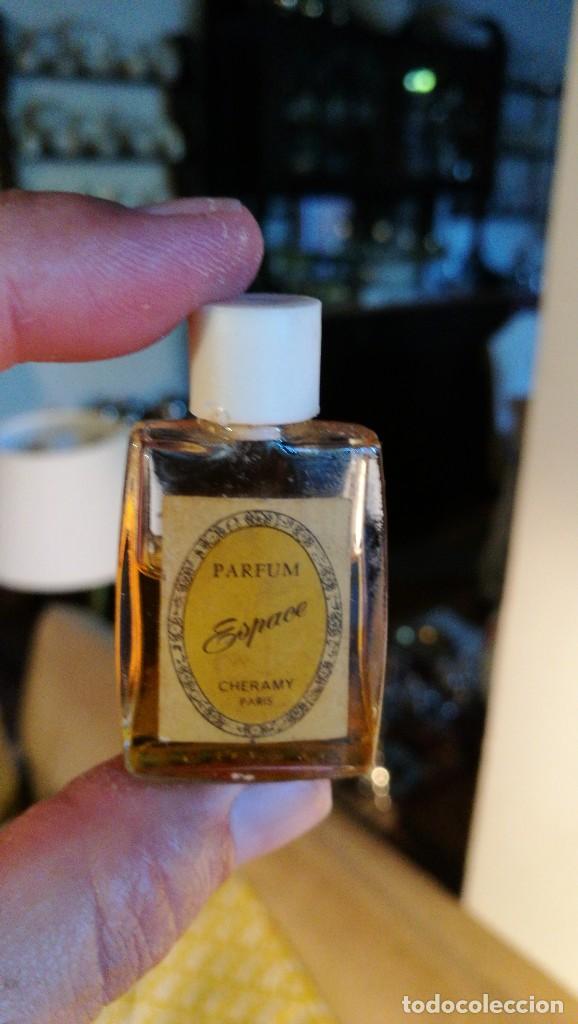 PARFUM
Espace
CHERAMY
PARIS
todocoleccion